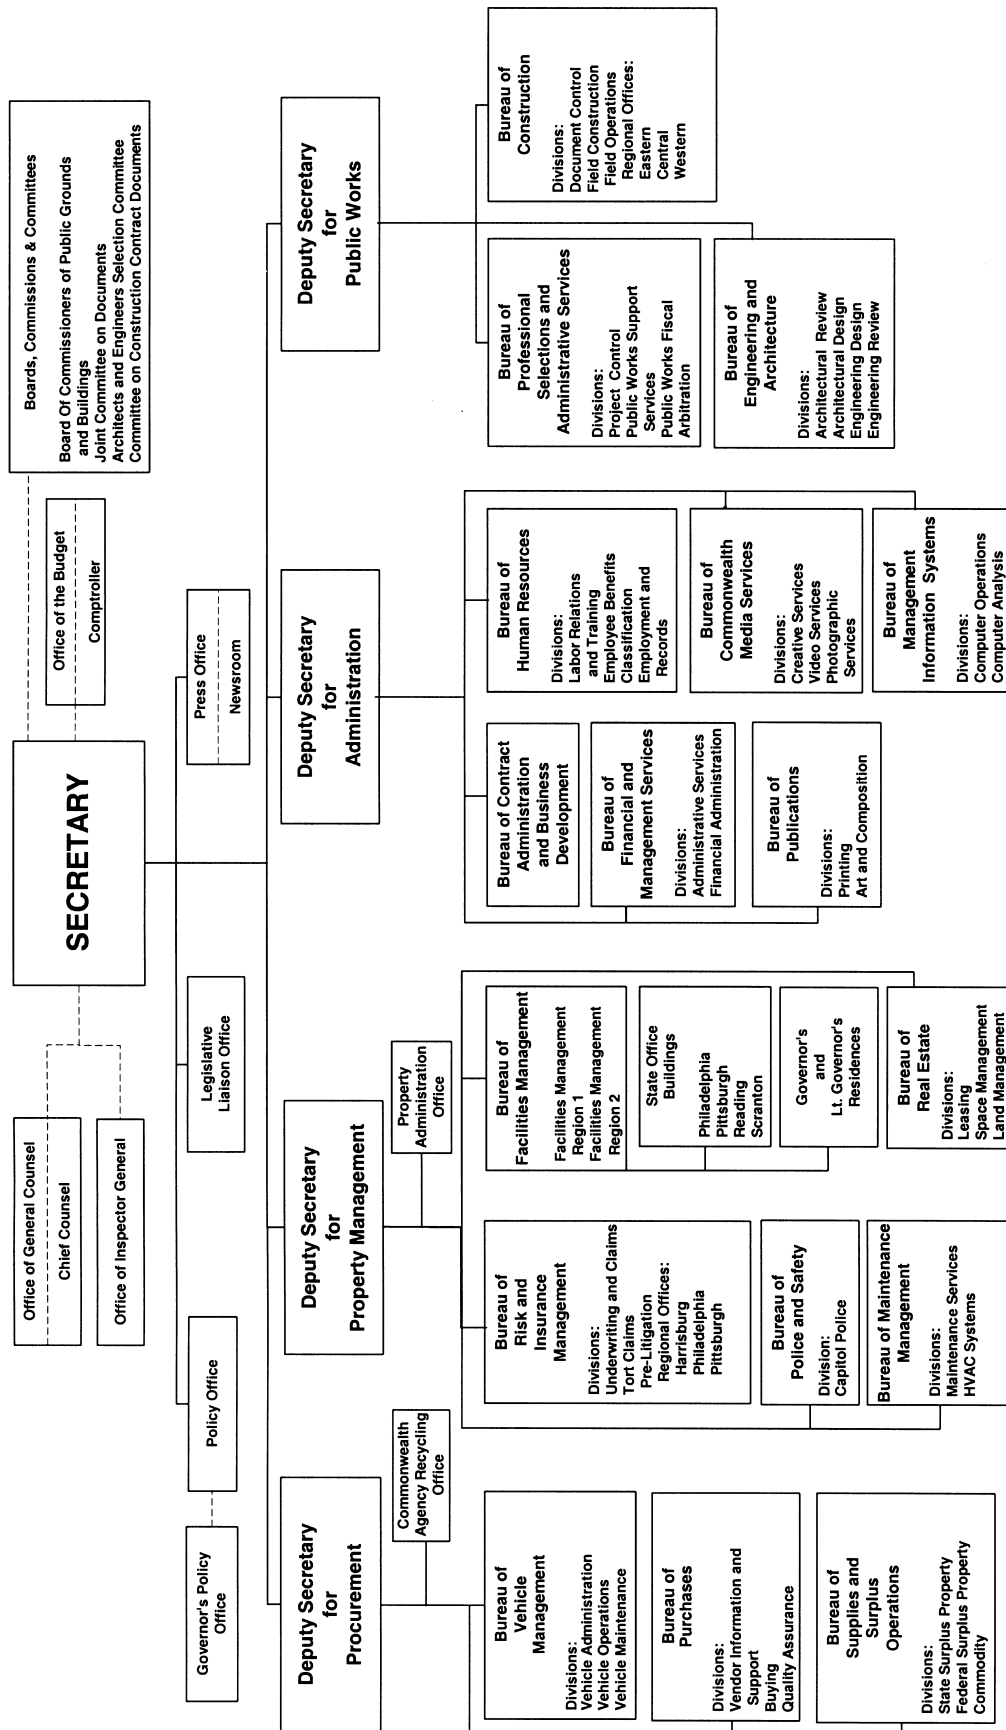 SECRETARY
Boards, Commissions & Committees
Board Of Commissioners of Public Grounds
and Buildings
Joint Committee on Documents
Architects and Engineers Selection Committee
Committee on Construction Contract Documents
Office of the Budget
Comptroller
Office of General Counsel
Chief Counsel
Office of Inspector General
Governor's Policy
Office
Policy Office
Legislative
Liaison Office
Press Office
Newsroom
Deputy Secretary
for
Procurement
Commonwealth
Agency Recycling
Office
Bureau of
Vehicle
Management
Divisions:
Vehicle Administration
Vehicle Operations
Vehicle Maintenance
Bureau of
Purchases
Divisions:
Vendor Information and
Support
Buying
Quality Assurance
Bureau of
Supplies and
Surplus
Operations
Divisions:
State Surplus Property
Federal Surplus Property
Commodity
Deputy Secretary
for
Property Management
Property
Administration
Office
Bureau of
Risk and
Insurance
Management
Divisions:
Underwriting and Claims
Tort Claims
Pre-Litigation
Regional Offices:
Harrisburg
Philadelphia
Pittsburgh
Bureau of
Police and Safety
Division:
Capitol Police
Bureau of Maintenance
Management
Divisions:
Maintenance Services
HVAC Systems
Bureau of
Facilities Management
Facilities Management
Region 1
Facilities Management
Region 2
State Office
Buildings
Philadelphia
Pittsburgh
Reading
Scranton
Governor's
and
Lt. Governor's
Residences
Bureau of
Real Estate
Divisions:
Leasing
Space Management
Land Management
Deputy Secretary
for
Administration
Bureau of Contract
Administration
and Business
Development
Bureau of
Financial and
Management Services
Divisions:
Administrative Services
Financial Administration
Bureau of
Publications
Divisions:
Printing
Art and Composition
Bureau of
Human Resources
Divisions:
Labor Relations
and Training
Employee Benefits
Classification
Employment and
Records
Bureau of
Commonwealth
Media Services
Divisions:
Creative Services
Video Services
Photographic
Services
Bureau of
Management
Information Systems
Divisions:
Computer Operations
Computer Analysis
Deputy Secretary
for
Public Works
Bureau of
Professional
Selections and
Administrative Services
Divisions:
Project Control
Public Works Support
Services
Public Works Fiscal
Arbitration
Bureau of
Engineering and
Architecture
Divisions:
Architectural Review
Architectural Design
Engineering Design
Engineering Review
Bureau of
Construction
Divisions:
Document Control
Field Construction
Field Operations
Regional Offices:
Eastern
Central
Western